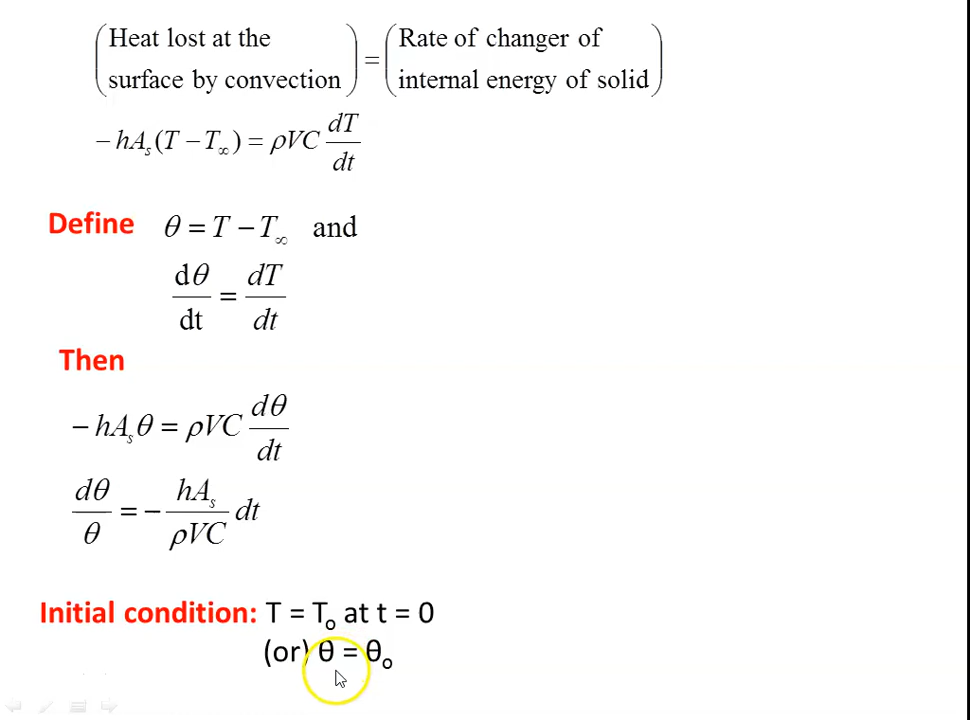 (Heat lost at the surface by convection) = (Rate of changer of internal energy of solid)
− hAₛ(T − T∞) = ρVC dT/dt
Define θ = T − T∞ and
dθ/dt = dT/dt
Then
− hAₛθ = ρVC dθ/dt
dθ/θ = − hAₛ/ρVC dt
Initial condition: T = Tₒ at t = 0
(or) θ = θₒ